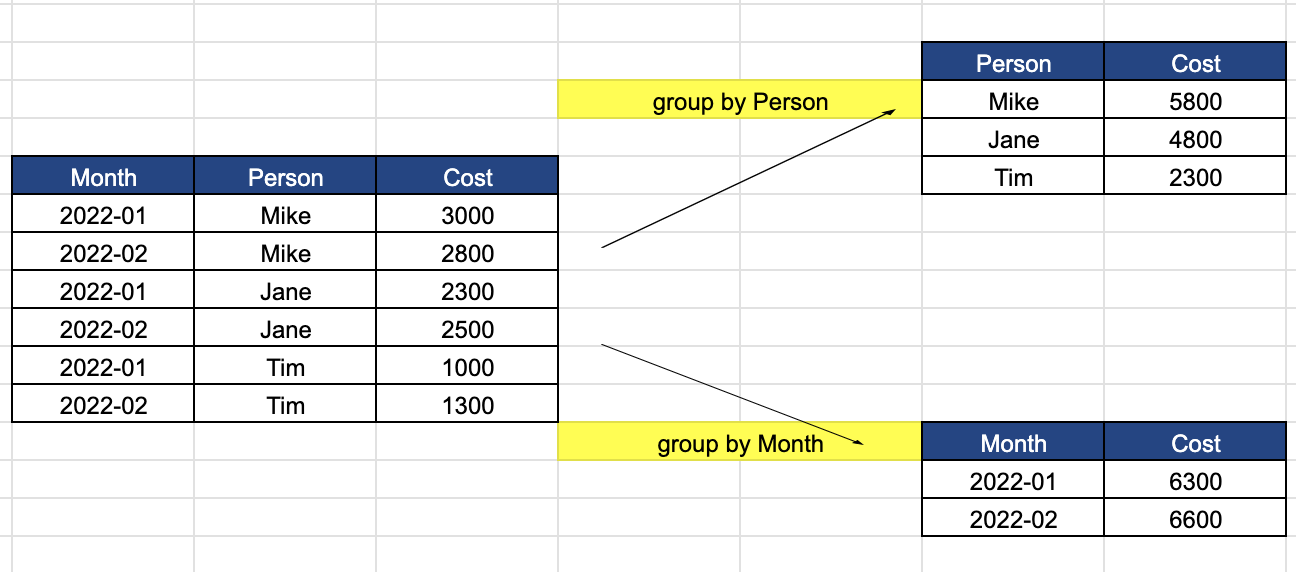 Person Cost
group by Person Mike 5800
Jane 4800
Month Person Cost Tim 2300
2022-01 Mike 3000
2022-02 Mike 2800
2022-01 Jane 2300
2022-02 Jane 2500
2022-01 Tim 1000
2022-02 Tim 1300
group by Month Month Cost
2022-01 6300
2022-02 6600